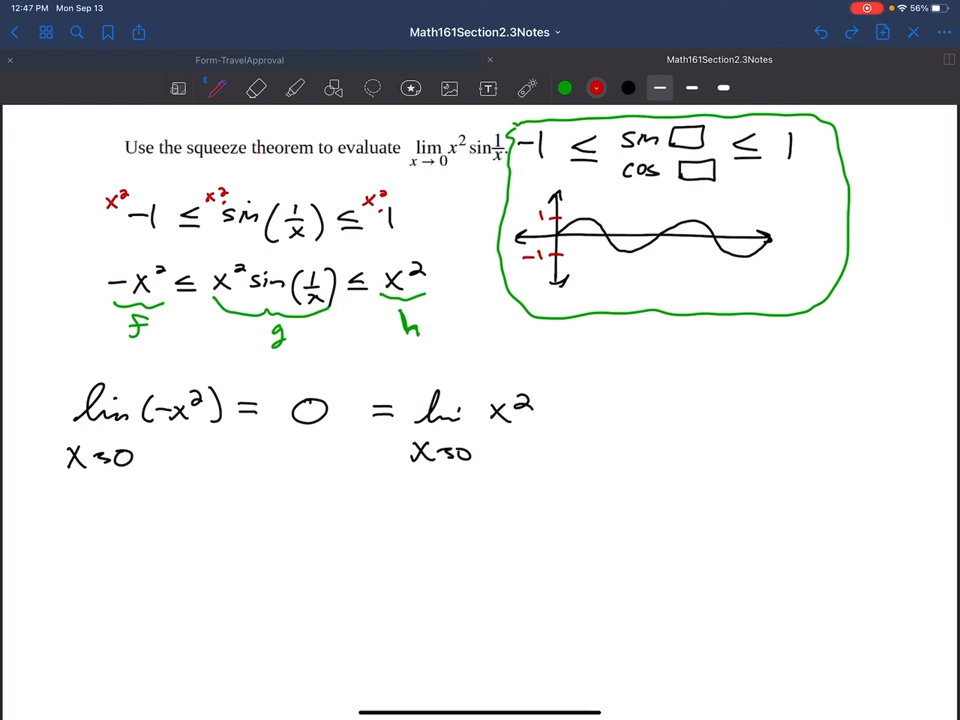 12:47 PM Mon Sep 13
56%
Math161Section2.3Notes
Form-TravelApproval
Math161Section2.3Notes
Use the squeeze theorem to evaluate lim x→0 x² sin 1/x.
-1 ≤ sin □ ≤ 1
cos □
x² x² x²
-1 ≤ sin(1/x) ≤ 1
1
-1
-x² ≤ x² sin(1/x) ≤ x²
f g h
lim (-x²) = 0 = lim x²
x→0 x→0